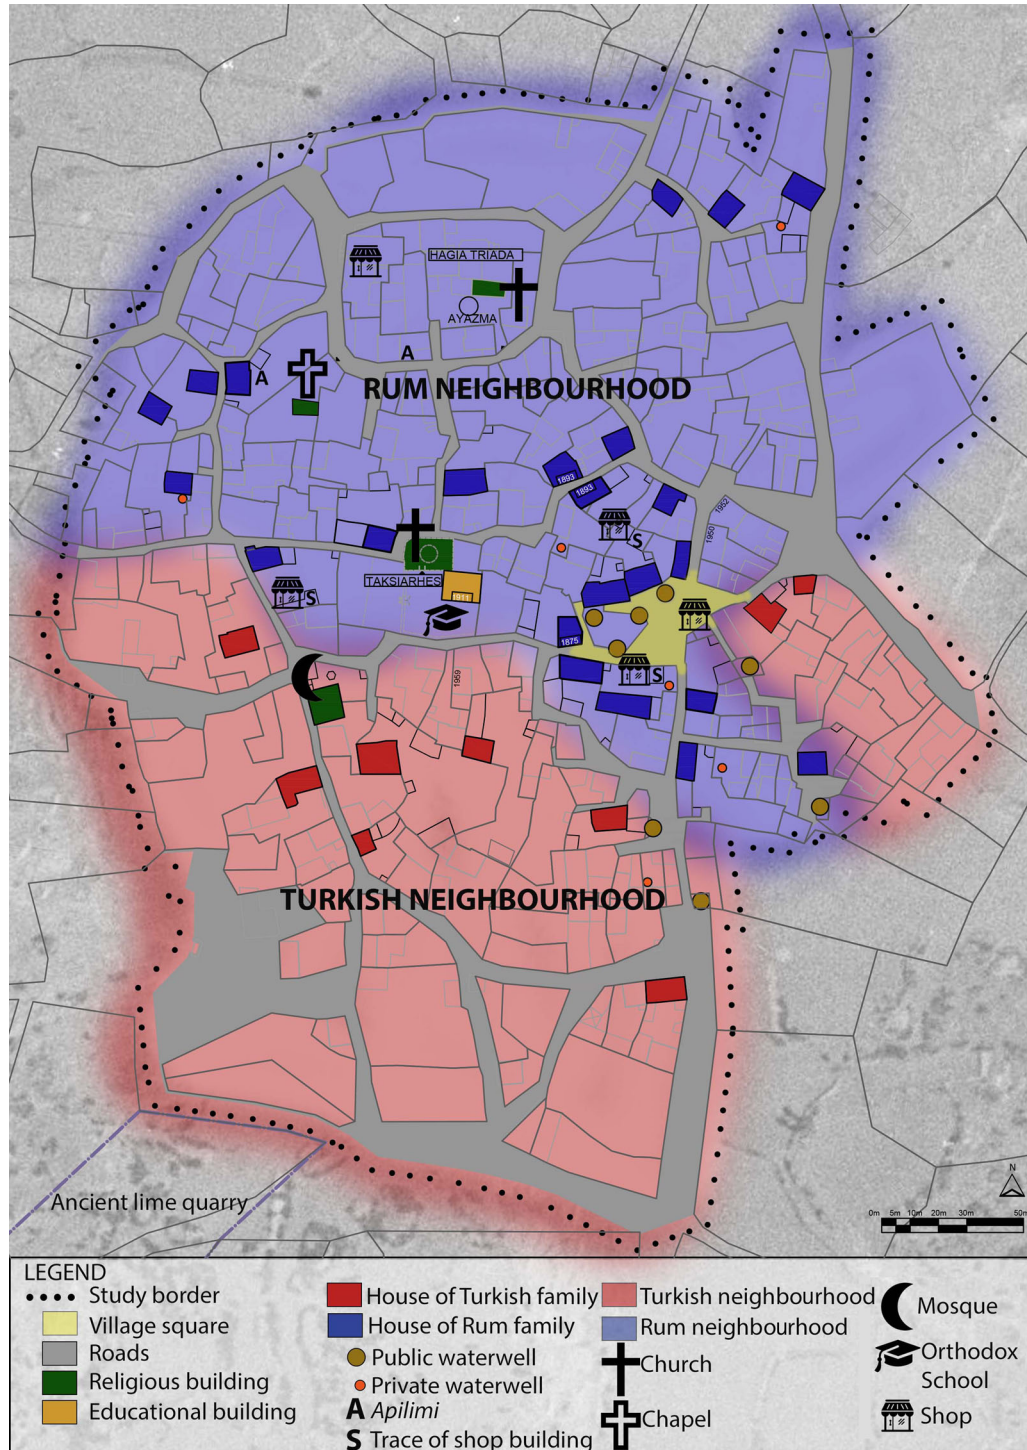 HAGIA TRIADA
AYAZMA
A
RUM NEIGHBOURHOOD
A
1893
1893
1952
1950
S
TAKSIARHES
1911
S
1875
S
1959
TURKISH NEIGHBOURHOOD
Ancient lime quarry
N
0m 5m 10m 20m 30m 50m
LEGEND
Study border
Village square
Roads
Religious building
Educational building
House of Turkish family
House of Rum family
Public waterwell
Private waterwell
A Apilimi
S Trace of shop building
Turkish neighbourhood
Rum neighbourhood
Church
Chapel
Mosque
Orthodox
School
Shop